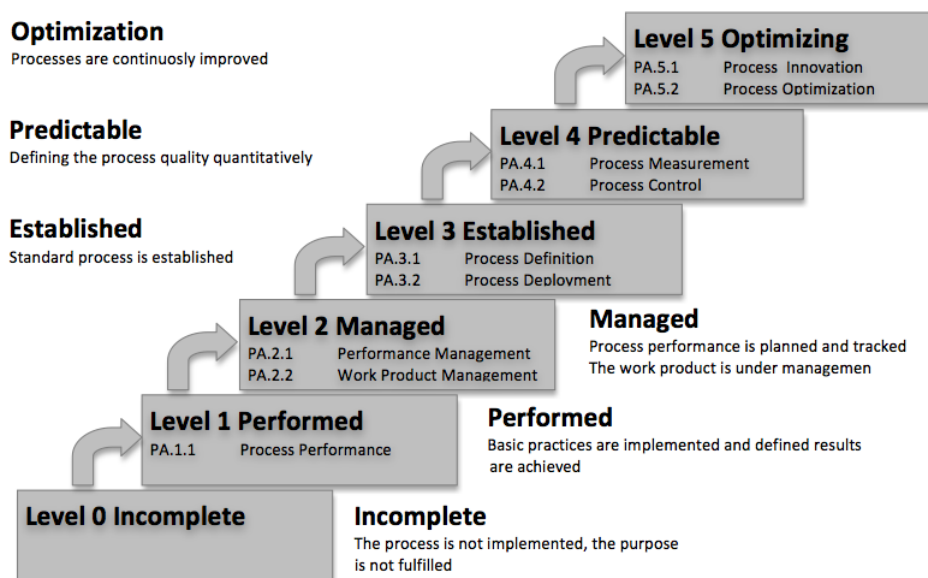 Optimization
Processes are continuosly improved
Level 5 Optimizing
PA.5.1 Process Innovation
PA.5.2 Process Optimization
Predictable
Defining the process quality quantitatively
Level 4 Predictable
PA.4.1 Process Measurement
PA.4.2 Process Control
Established
Standard process is established
Level 3 Established
PA.3.1 Process Definition
PA.3.2 Process Deployment
Level 2 Managed
PA.2.1 Performance Management
PA.2.2 Work Product Management
Managed
Process performance is planned and tracked
The work product is under managemen
Level 1 Performed
PA.1.1 Process Performance
Performed
Basic practices are implemented and defined results
are achieved
Level 0 Incomplete
Incomplete
The process is not implemented, the purpose
is not fulfilled